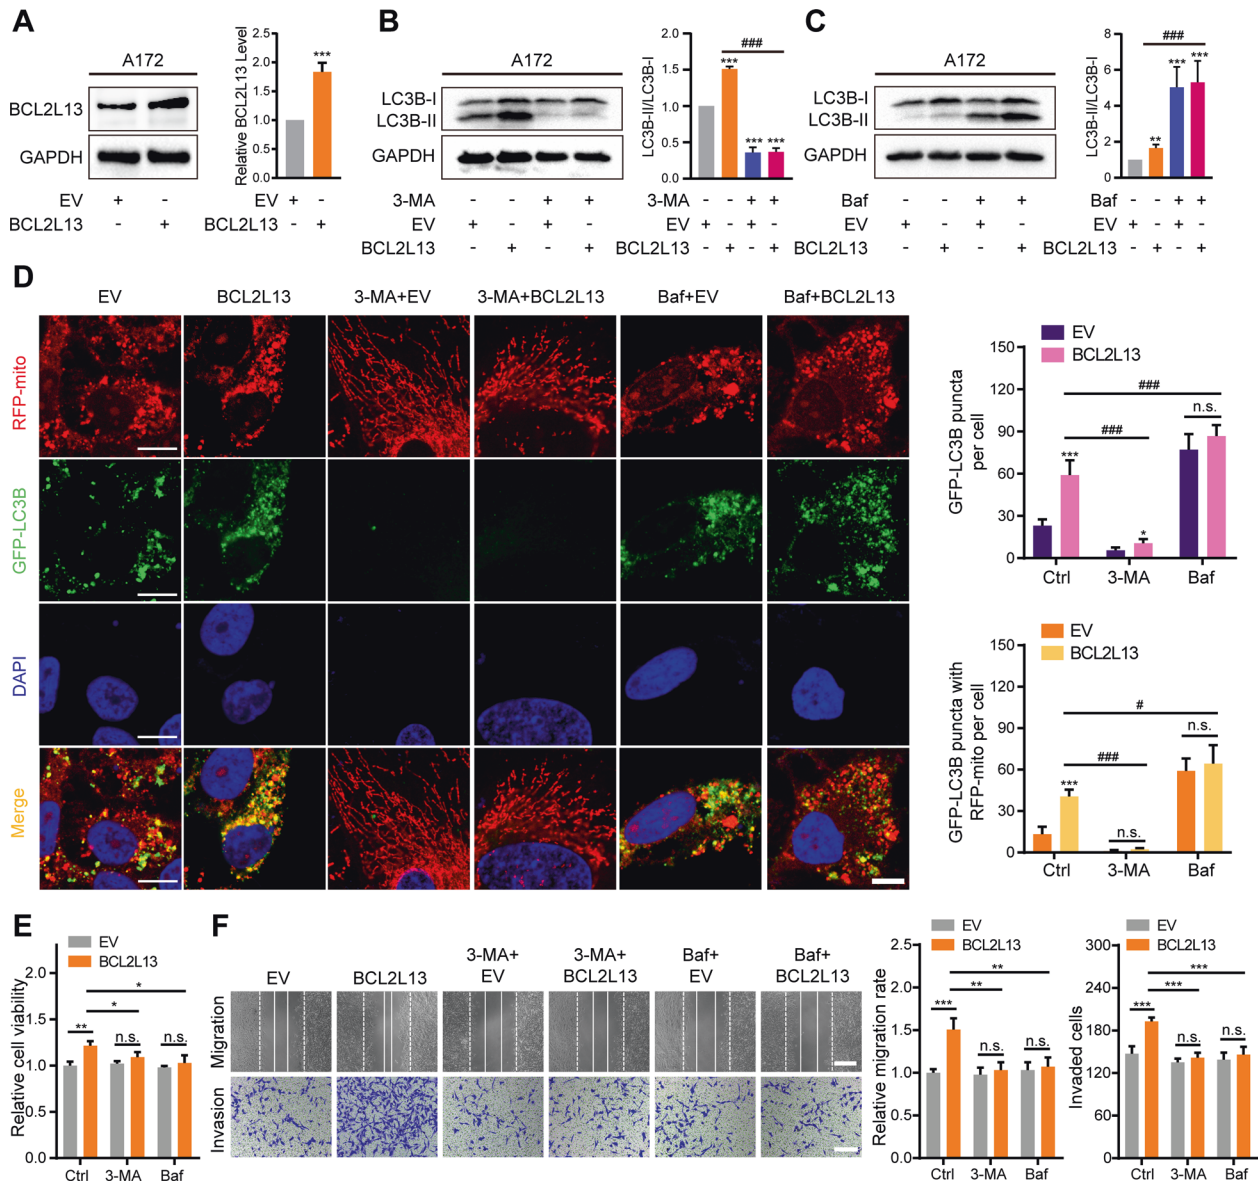 A
A172
BCL2L13
GAPDH
EV + -
BCL2L13 - +
Relative BCL2L13 Level
2.5
2.0
1.5
1.0
0.5
0.0
***
EV + -
BCL2L13 - +
B
A172
LC3B-I
LC3B-II
GAPDH
3-MA - - + +
EV + - + -
BCL2L13 - + - +
LC3B-II/LC3B-I
2.0
1.5
1.0
0.5
0.0
###
***
*** ***
3-MA - - + +
EV + - + -
BCL2L13 - + - +
C
A172
LC3B-I
LC3B-II
GAPDH
Baf - - + +
EV + - + -
BCL2L13 - + - +
LC3B-II/LC3B-I
8
6
4
2
0
###
** *** ***
Baf - - + +
EV + - + -
BCL2L13 - + - +
D
EV BCL2L13 3-MA+EV 3-MA+BCL2L13 Baf+EV Baf+BCL2L13
RFP-mito
GFP-LC3B
DAPI
Merge
EV
BCL2L13
GFP-LC3B puncta
per cell
150
120
90
60
30
0
###
n.s.
###
***
*
Ctrl 3-MA Baf
EV
BCL2L13
GFP-LC3B puncta with
RFP-mito per cell
150
120
90
60
30
0
#
n.s.
###
***
n.s.
Ctrl 3-MA Baf
E
EV
BCL2L13
Relative cell viability
2.0
1.5
1.0
0.5
0.0
*
*
** n.s. n.s.
Ctrl 3-MA Baf
F
EV BCL2L13
3-MA+
EV
3-MA+
BCL2L13
Baf+
EV
Baf+
BCL2L13
Migration
Invasion
EV
BCL2L13
Relative migration rate
2.5
2.0
1.5
1.0
0.5
0.0
**
**
***
n.s. n.s.
Ctrl 3-MA Baf
EV
BCL2L13
Invaded cells
300
240
180
120
60
0
***
***
***
n.s. n.s.
Ctrl 3-MA Baf